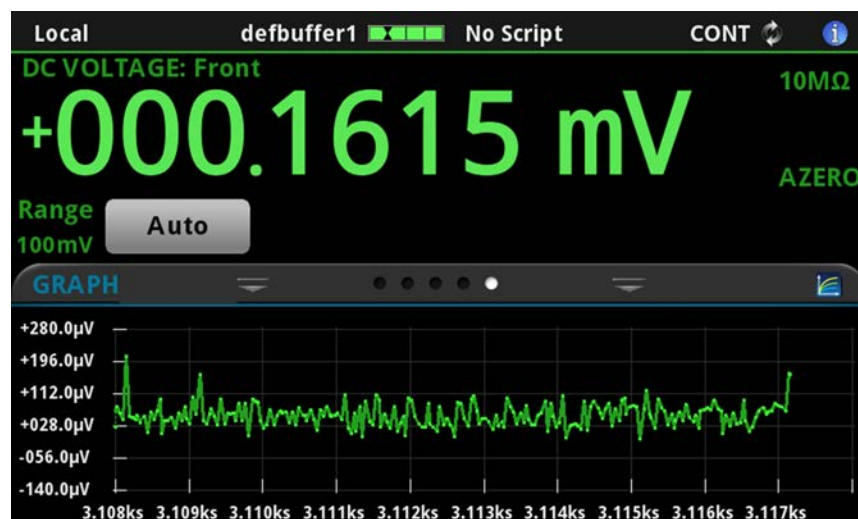 Local defbuffer1 No Script CONT
DC VOLTAGE: Front
10MΩ
+000.1615 mV
AZERO
Range
100mV
Auto
GRAPH
+280.0µV
+196.0µV
+112.0µV
+028.0µV
-056.0µV
-140.0µV
3.108ks 3.109ks 3.110ks 3.111ks 3.112ks 3.113ks 3.114ks 3.115ks 3.116ks 3.117ks